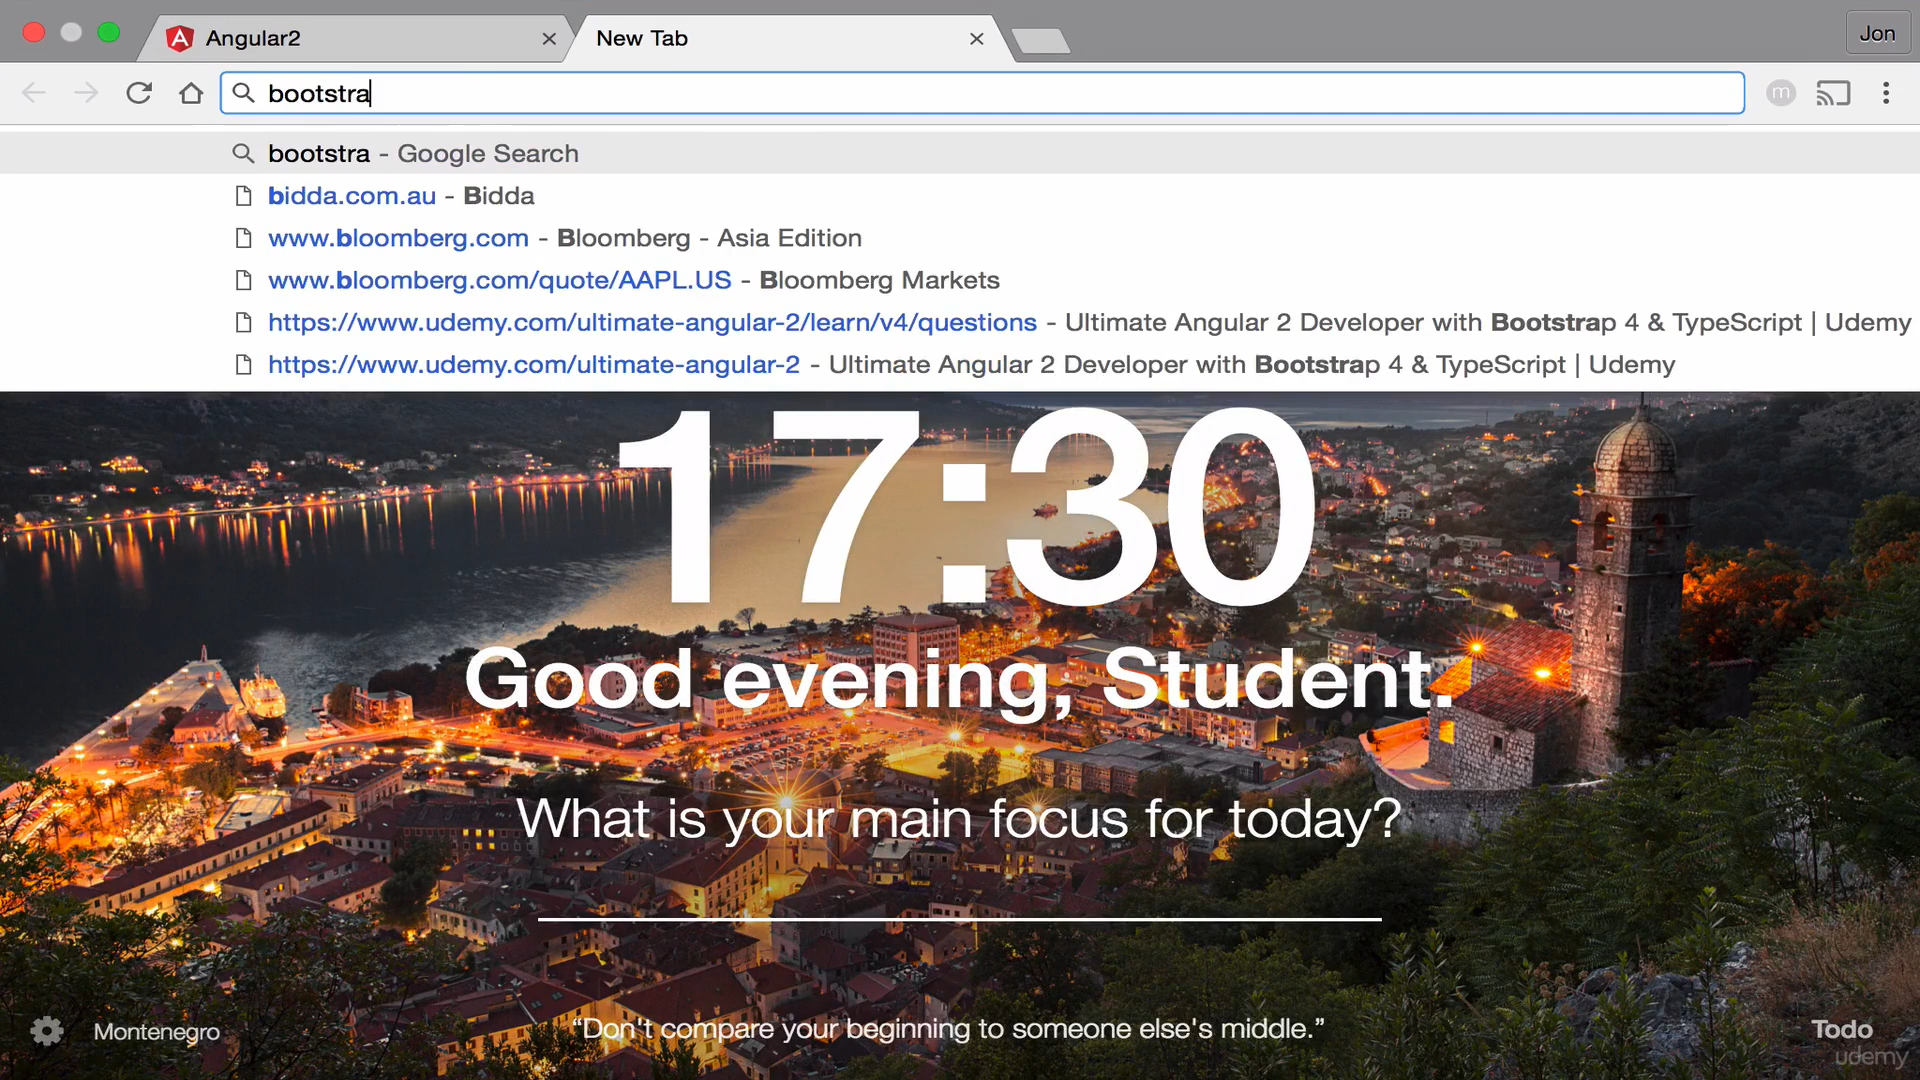 Angular2
New Tab
Jon
bootstra
m
bootstra - Google Search
bidda.com.au - Bidda
www.bloomberg.com - Bloomberg - Asia Edition
www.bloomberg.com/quote/AAPL.US - Bloomberg Markets
https://www.udemy.com/ultimate-angular-2/learn/v4/questions - Ultimate Angular 2 Developer with Bootstrap 4 & TypeScript | Udemy
https://www.udemy.com/ultimate-angular-2 - Ultimate Angular 2 Developer with Bootstrap 4 & TypeScript | Udemy
17:30
Good evening, Student.
What is your main focus for today?
Montenegro
“Don't compare your beginning to someone else's middle.”
Todo
udemy